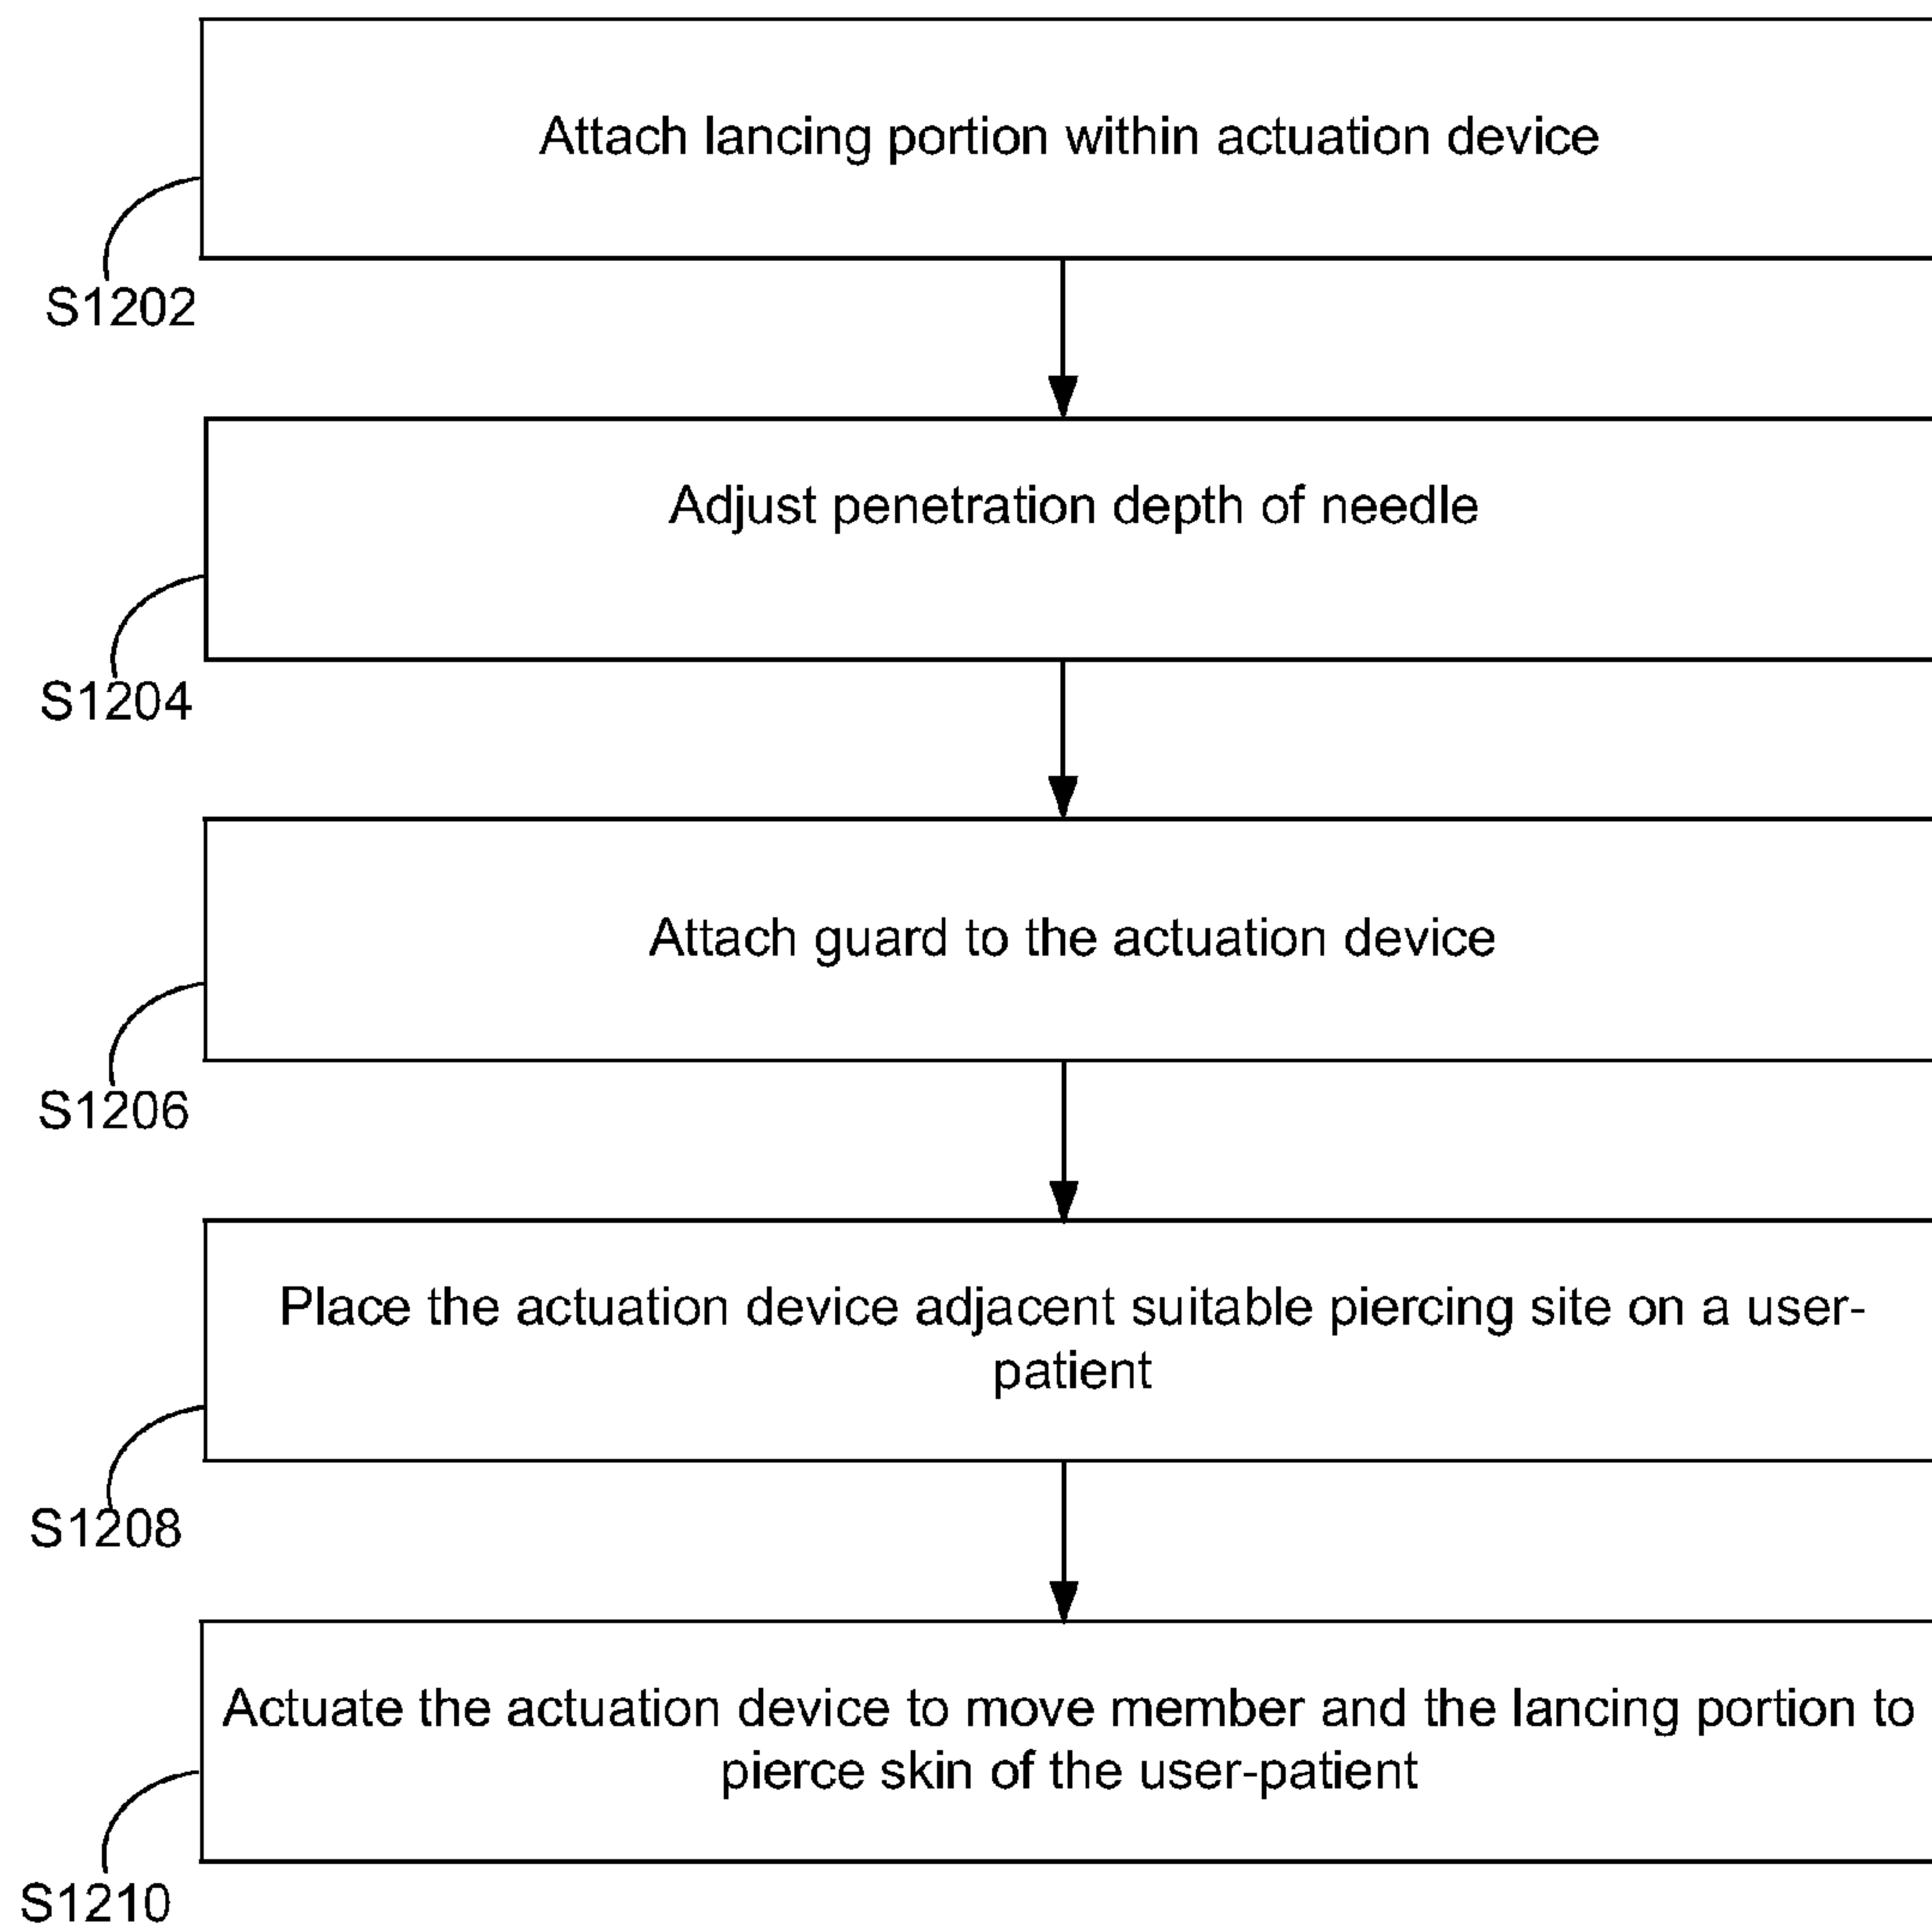 Attach lancing portion within actuation device
S1202
Adjust penetration depth of needle
S1204
Attach guard to the actuation device
S1206
Place the actuation device adjacent suitable piercing site on a user-
patient
S1208
Actuate the actuation device to move member and the lancing portion to
pierce skin of the user-patient
S1210